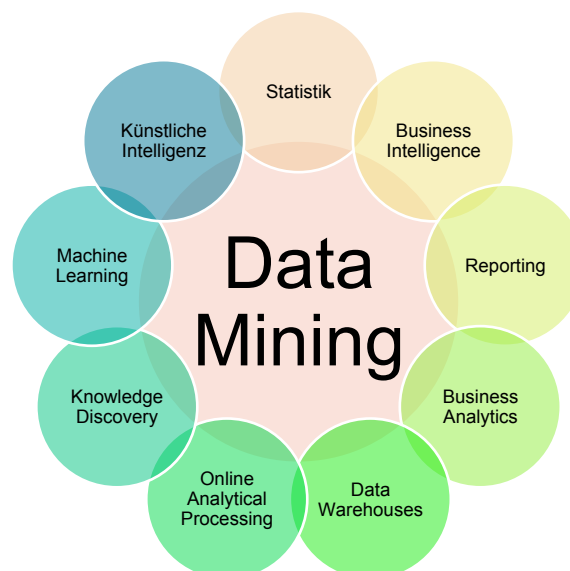 Statistik
Business
Intelligence
Reporting
Business
Analytics
Data
Warehouses
Online
Analytical
Processing
Knowledge
Discovery
Machine
Learning
Künstliche
Intelligenz
Data
Mining